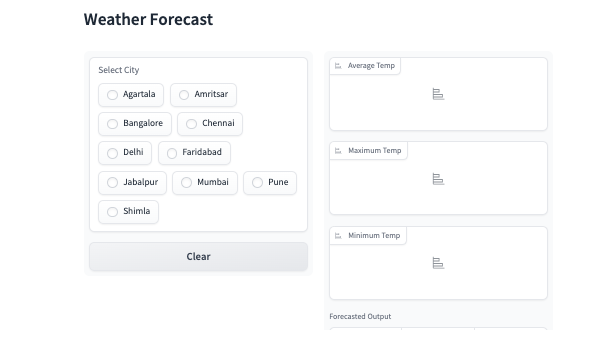 Weather Forecast
Select City
Agartala
Amritsar
Bangalore
Chennai
Delhi
Faridabad
Jabalpur
Mumbai
Pune
Shimla
Clear
Average Temp
Maximum Temp
Minimum Temp
Forecasted Output